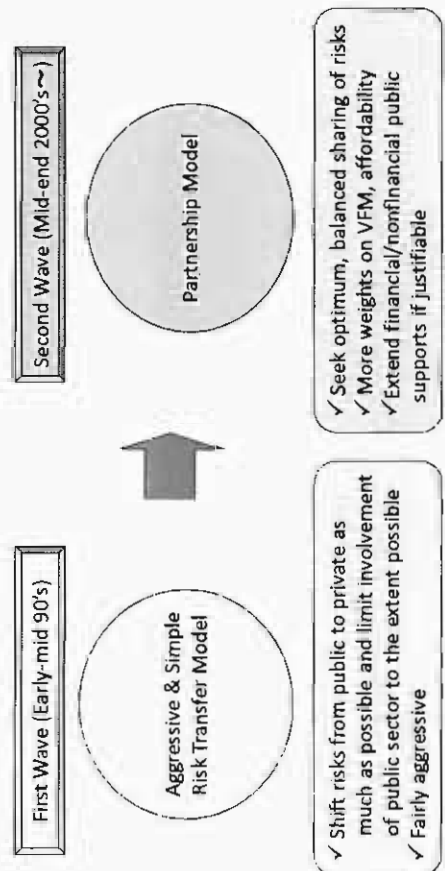 First Wave (Early-mid 90's)
Aggressive & Simple
Risk Transfer Model
✓ Shift risks from public to private as
much as possible and limit involvement
of public sector to the extent possible
✓ Fairly aggressive
Second Wave (Mid-end 2000's~)
Partnership Model
✓ Seek optimum, balanced sharing of risks
✓ More weights on VFM, affordability
✓ Extend financial/nonfinancial public
supports if justifiable